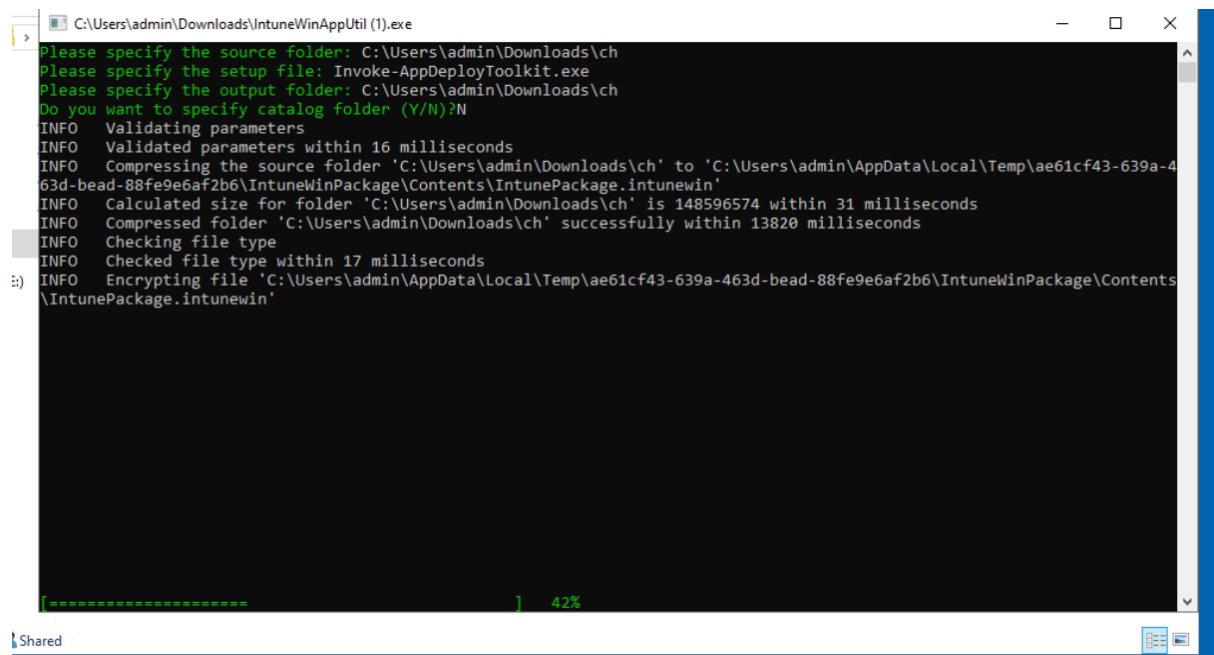 C:\Users\admin\Downloads\IntuneWinAppUtil (1).exe
Please specify the source folder: C:\Users\admin\Downloads\ch
Please specify the setup file: Invoke-AppDeployToolkit.exe
Please specify the output folder: C:\Users\admin\Downloads\ch
Do you want to specify catalog folder (Y/N)?N
INFO   Validating parameters
INFO   Validated parameters within 16 milliseconds
INFO   Compressing the source folder 'C:\Users\admin\Downloads\ch' to 'C:\Users\admin\AppData\Local\Temp\ae61cf43-639a-4
63d-bead-88fe9e6af2b6\IntuneWinPackage\Contents\IntunePackage.intunewin'
INFO   Calculated size for folder 'C:\Users\admin\Downloads\ch' is 148596574 within 31 milliseconds
INFO   Compressed folder 'C:\Users\admin\Downloads\ch' successfully within 13820 milliseconds
INFO   Checking file type
INFO   Checked file type within 17 milliseconds
INFO   Encrypting file 'C:\Users\admin\AppData\Local\Temp\ae61cf43-639a-463d-bead-88fe9e6af2b6\IntuneWinPackage\Contents
\IntunePackage.intunewin'
[=====================                       ]   42%
Shared